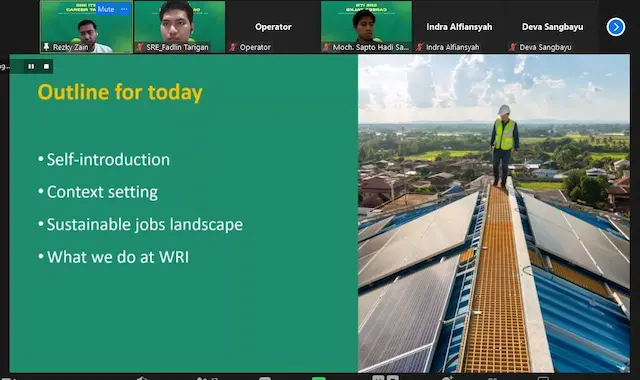 Mute
Operator
Indra Alfiansyah
Deva Sangbayu
Rezky Zain
SRE_Fadlin Tarigan
Operator
Moch. Sapto Hadi Sa...
Indra Alfiansyah
Deva Sangbayu
Outline for today
• Self-introduction
• Context setting
• Sustainable jobs landscape
• What we do at WRI